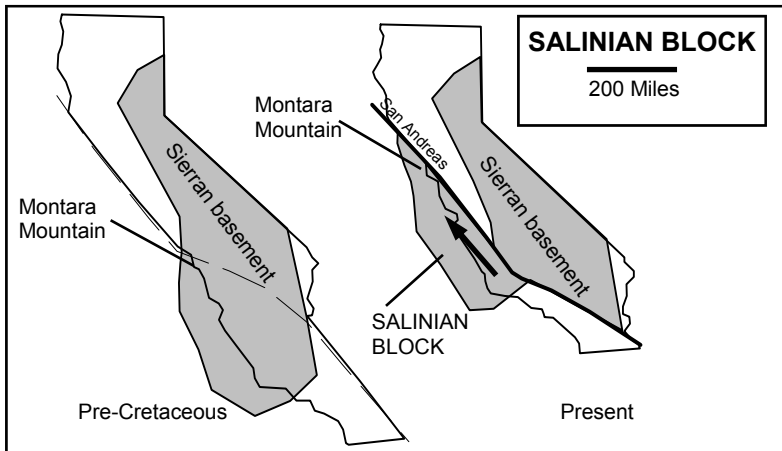 SALINIAN BLOCK
200 Miles
Montara
Mountain
Sierran basement
Pre-Cretaceous
Montara
Mountain
San Andreas
Sierran basement
SALINIAN
BLOCK
Present